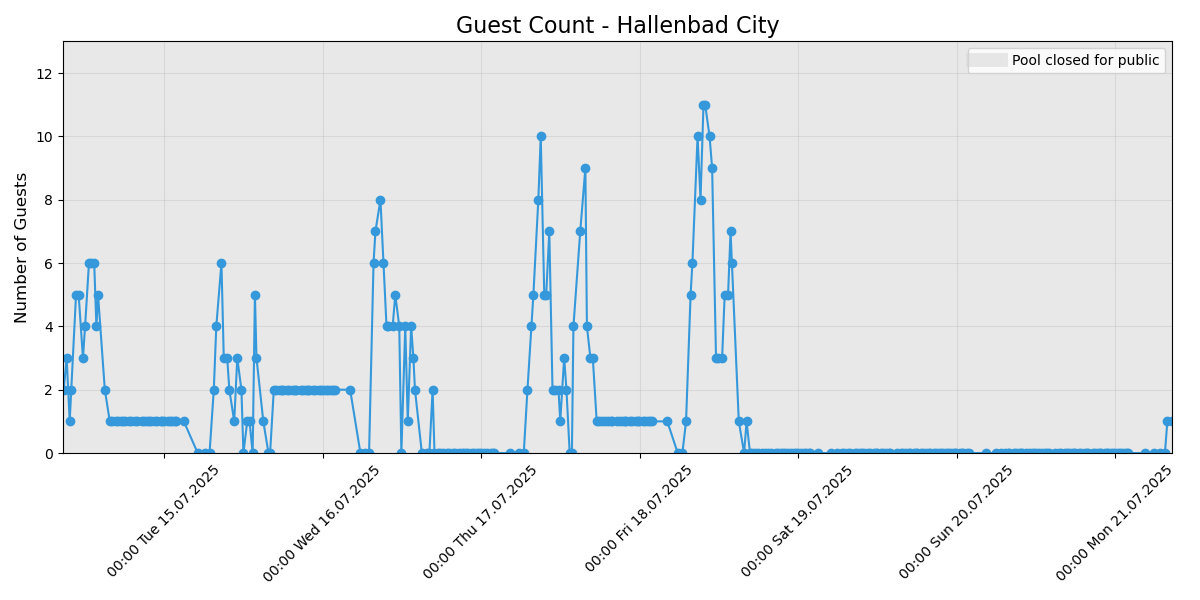 Guest Count - Hallenbad City
Pool closed for public
Number of Guests
12
10
8
6
4
2
0
00:00 Tue 15.07.2025
00:00 Wed 16.07.2025
00:00 Thu 17.07.2025
00:00 Fri 18.07.2025
00:00 Sat 19.07.2025
00:00 Sun 20.07.2025
00:00 Mon 21.07.2025